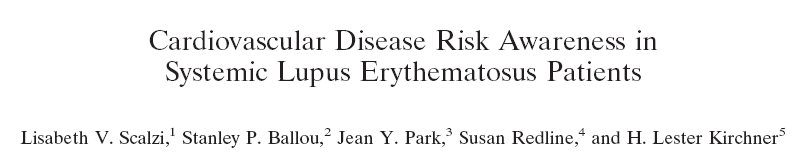 Cardiovascular Disease Risk Awareness in
Systemic Lupus Erythematosus Patients
Lisabeth V. Scalzi,¹ Stanley P. Ballou,² Jean Y. Park,³ Susan Redline,⁴ and H. Lester Kirchner⁵